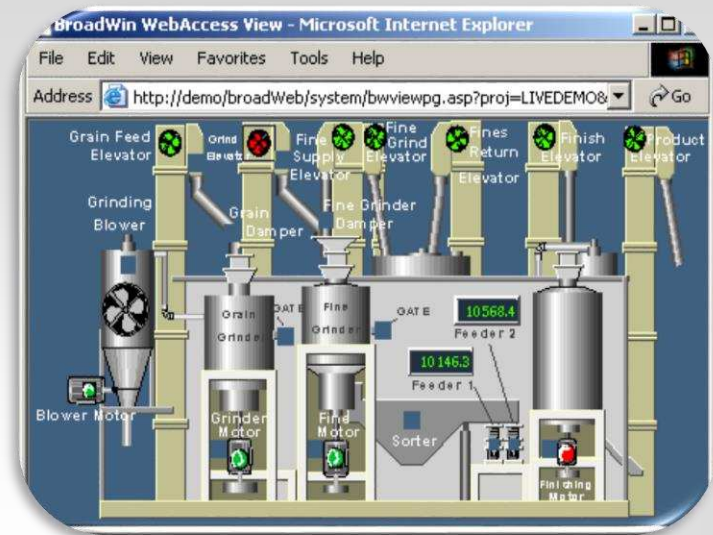 BroadWin WebAccess View - Microsoft Internet Explorer
File Edit View Favorites Tools Help
Address http://demo/broadWeb/system/bwviewpg.asp?proj=LIVEDEMO& Go
Grain Feed
Elevator
Grind
Elevator
Fine
Supply
Elevator
Fine
Grind
Elevator
Fines
Return
Elevator
Finish
Elevator
Product
Elevator
Grinding
Blower
Grain
Damper
Fine Grinder
Damper
Grain
Grinder
GATE
Fine
Grinder
GATE
10568.4
Feeder 2
10146.3
Feeder 1
Blower Motor
Grinder
Motor
Fine
Motor
Sorter
Finishing
Motor